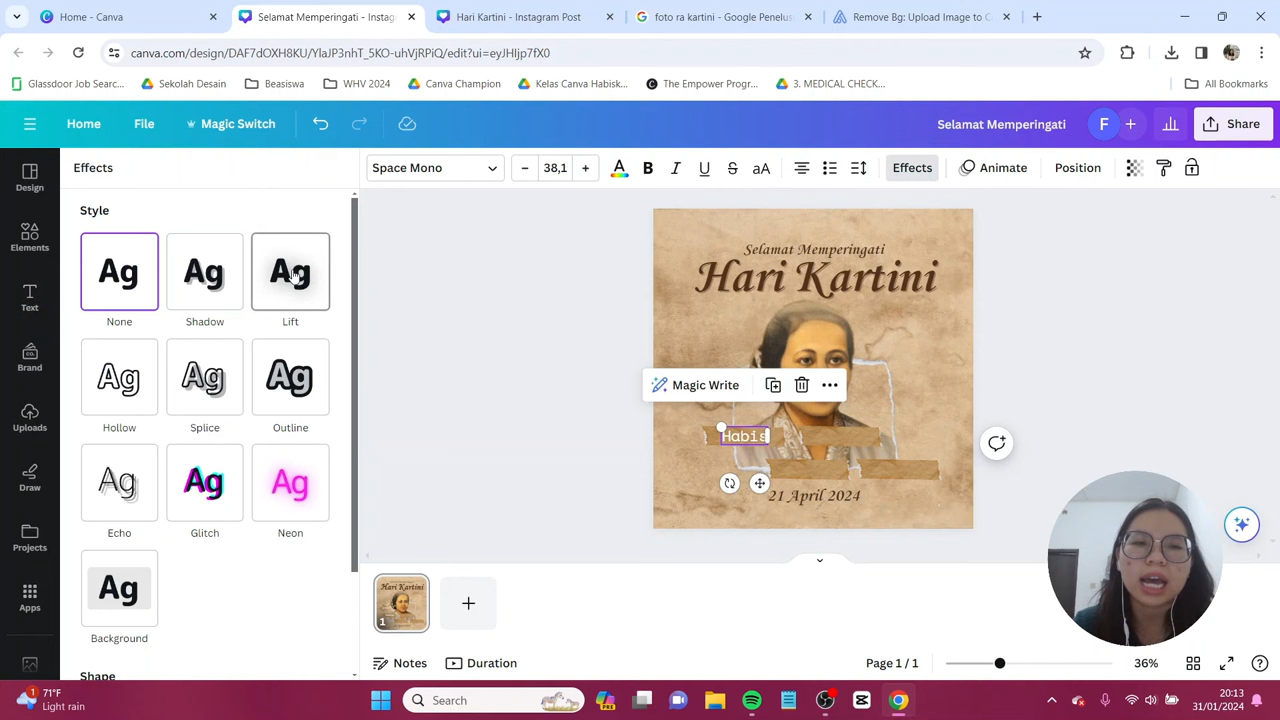 Home - Canva
Selamat Memperingati - Instag
Hari Kartini - Instagram Post
foto ra kartini - Google Penelus
Remove Bg: Upload Image to C
canva.com/design/DAF7dOXH8KU/YlaJP3nhT_5KO-uhVjRPiQ/edit?ui=eyJHIjp7fX0
Glassdoor Job Searc...
Sekolah Desain
Beasiswa
WHV 2024
Canva Champion
Kelas Canva Habisk...
The Empower Progr...
3. MEDICAL CHECK...
All Bookmarks
Home
File
Magic Switch
Selamat Memperingati
F
Share
Effects
Space Mono
38,1
A
B
I
U
S
aA
Effects
Animate
Position
Design
Elements
Text
Brand
Uploads
Draw
Projects
Apps
Style
Ag
Ag
Ag
None
Shadow
Lift
Ag
Ag
Ag
Hollow
Splice
Outline
Ag
Ag
Ag
Echo
Glitch
Neon
Ag
Background
Shape
Selamat Memperingati
Hari Kartini
Magic Write
Habis
21 April 2024
Hari Kartini
1
Notes
Duration
Page 1 / 1
36%
1
71°F
Light rain
Search
PRE
20:13
31/01/2024